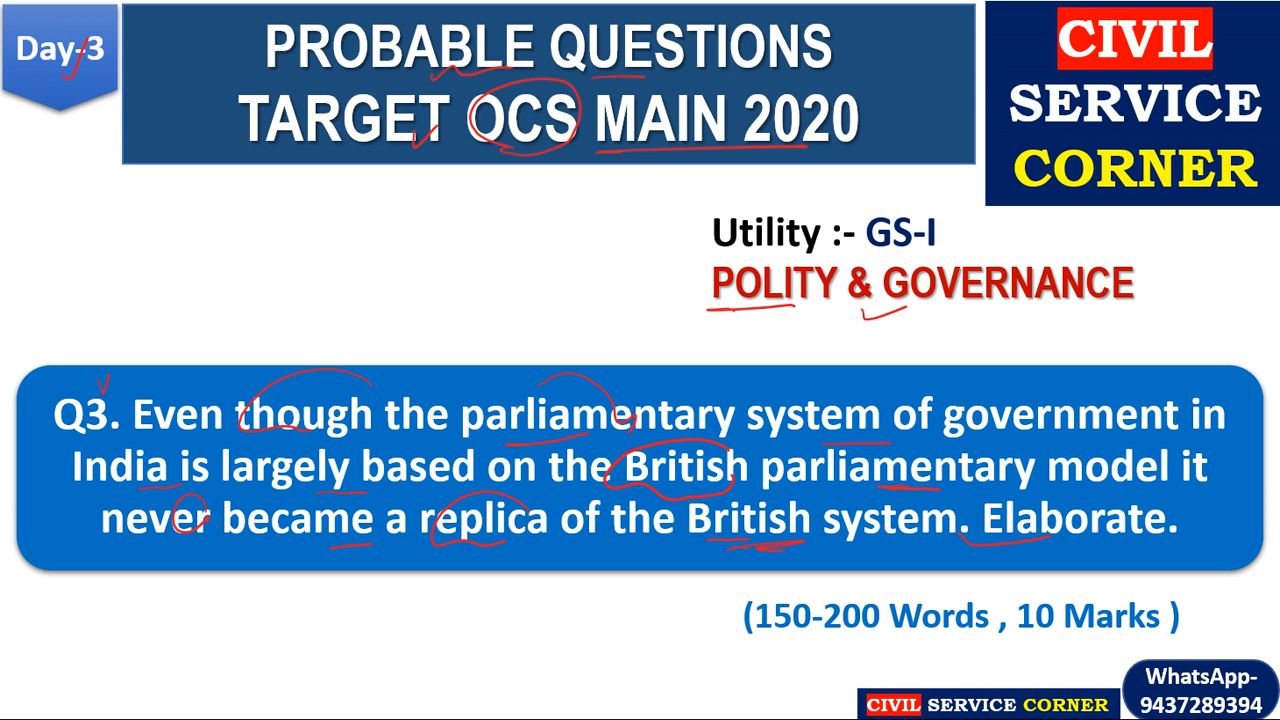 Day-3
PROBABLE QUESTIONS
TARGET OCS MAIN 2020
CIVIL
SERVICE
CORNER
Utility :- GS-I
POLITY & GOVERNANCE
Q3. Even though the parliamentary system of government in
India is largely based on the British parliamentary model it
never became a replica of the British system. Elaborate.
(150-200 Words , 10 Marks )
CIVIL SERVICE CORNER
WhatsApp-
9437289394